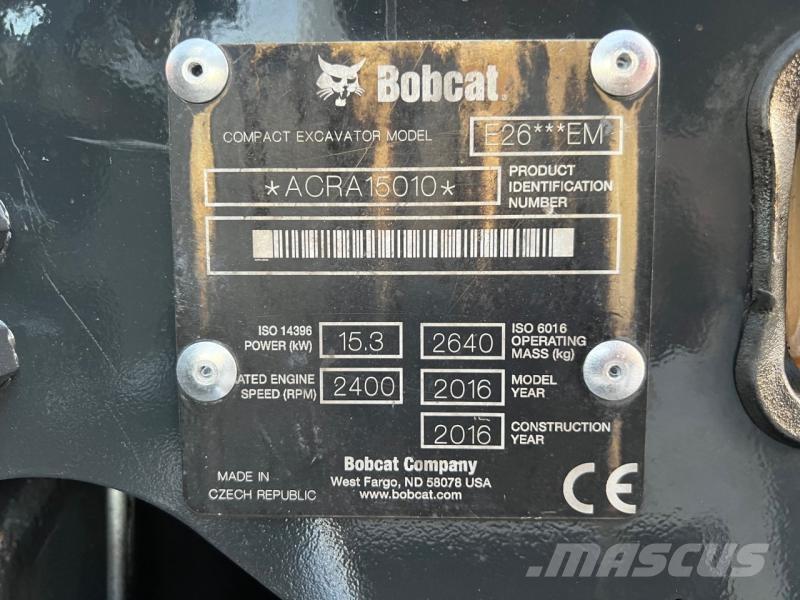 Bobcat®
COMPACT EXCAVATOR MODEL E26***EM
*ACRA15010* PRODUCT IDENTIFICATION NUMBER
ISO 14396 POWER (kW) 15.3
2640 ISO 6016 OPERATING MASS (kg)
ATED ENGINE SPEED (RPM) 2400
2016 MODEL YEAR
2016 CONSTRUCTION YEAR
Bobcat Company
West Fargo, ND 58078 USA
www.bobcat.com
MADE IN
CZECH REPUBLIC
CE
MASCUS